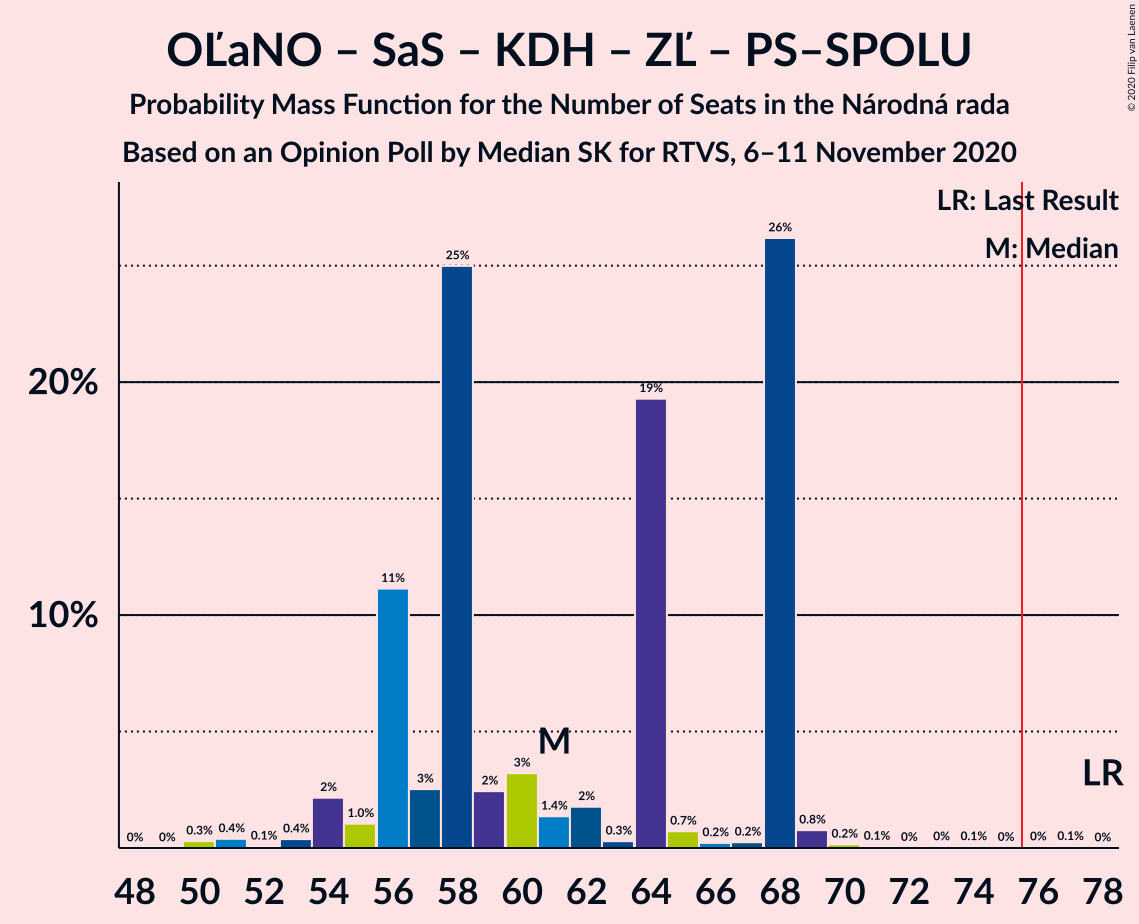 OĽaNO – SaS – KDH – ZĽ – PS–SPOLU
Probability Mass Function for the Number of Seats in the Národná rada
Based on an Opinion Poll by Median SK for RTVS, 6–11 November 2020
© 2020 Filip van Laenen
LR: Last Result
M: Median
20%
10%
0% 0% 0.3% 0.4% 0.1% 0.4% 2% 1.0% 11% 3% 25% 2% 3% 1.4% 2% 0.3% 19% 0.7% 0.2% 0.2% 26% 0.8% 0.2% 0.1% 0% 0% 0.1% 0% 0% 0.1% 0%
M
LR
48 50 52 54 56 58 60 62 64 66 68 70 72 74 76 78